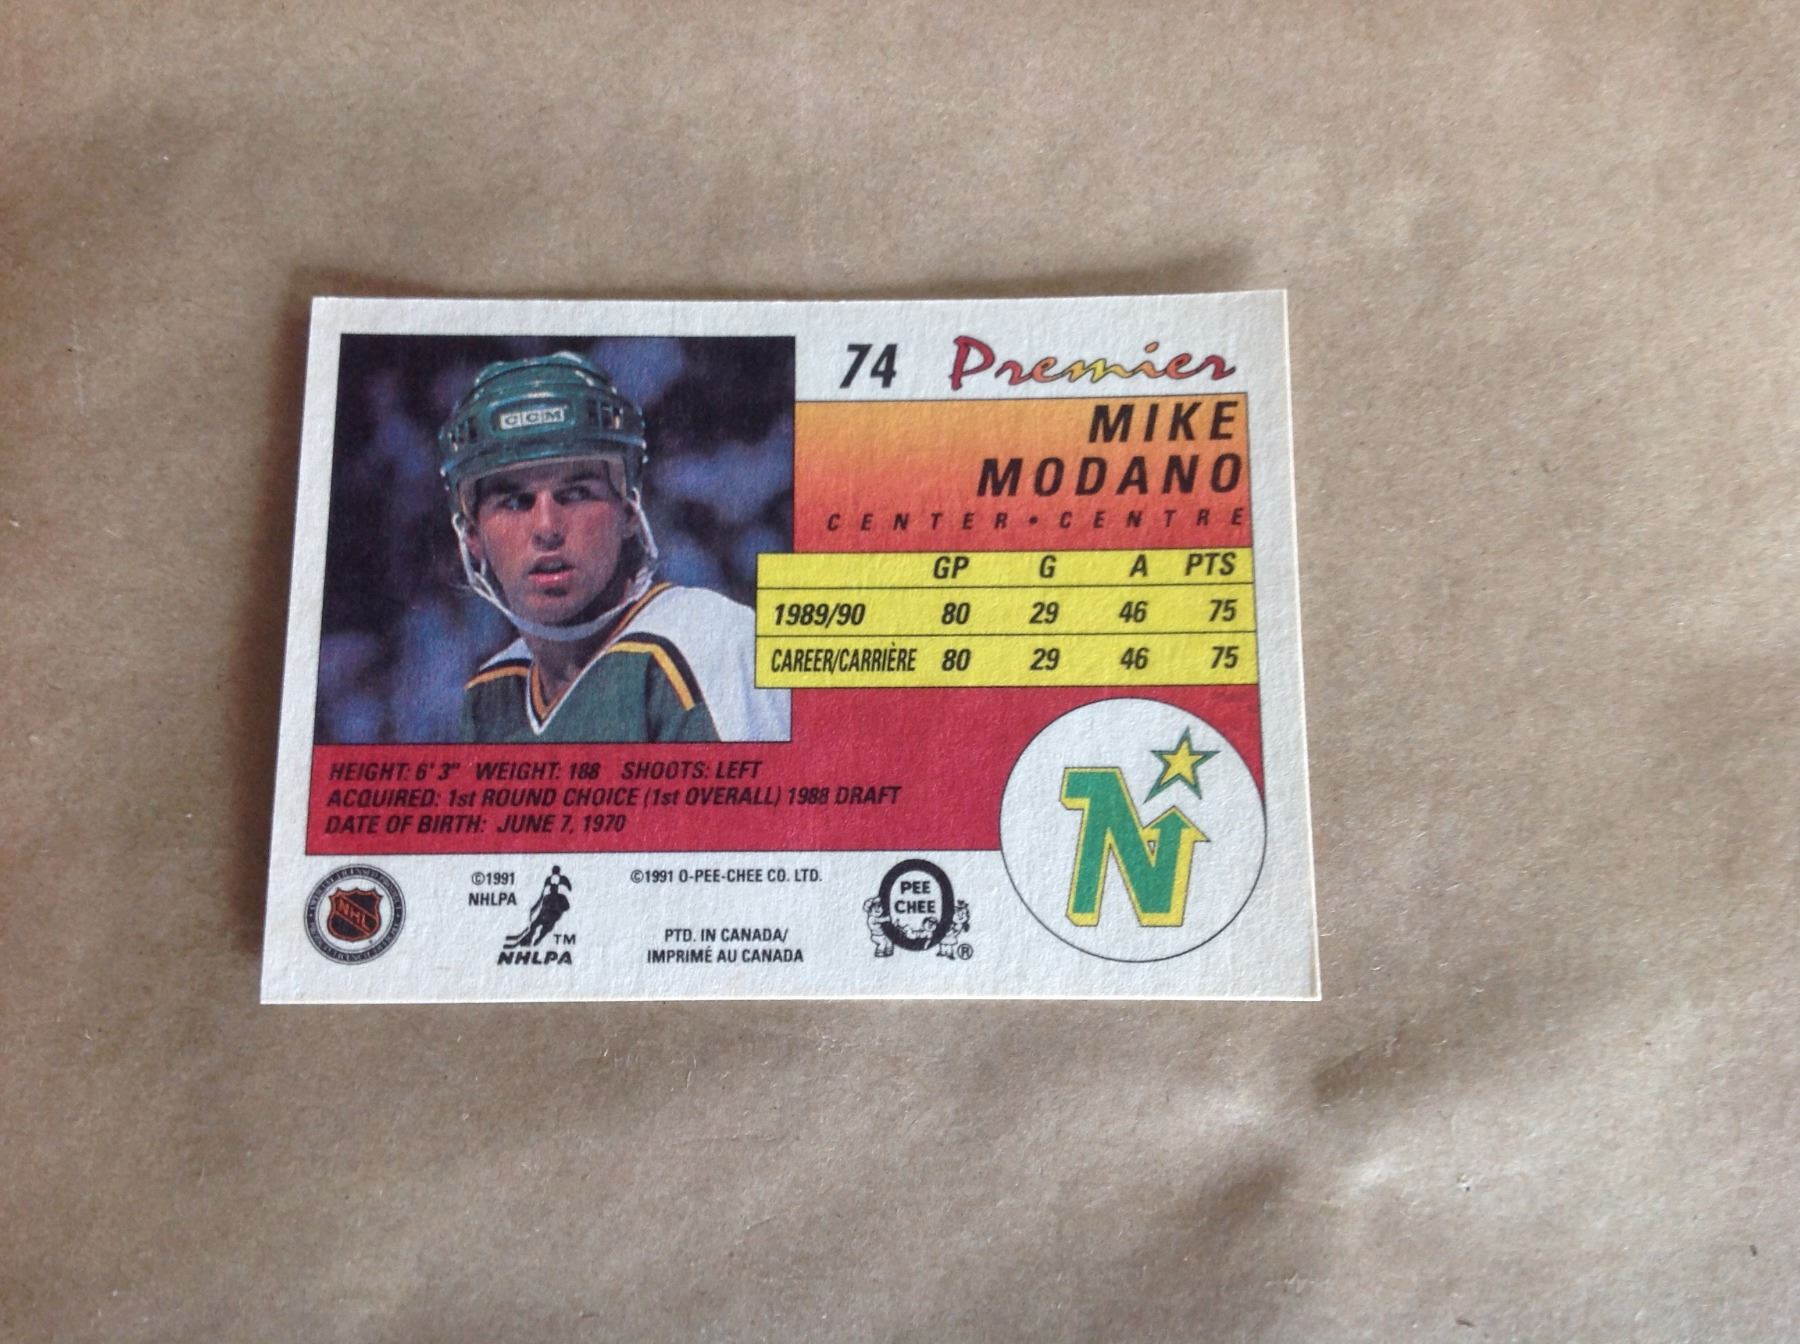 74 Premier
MIKE
MODANO
CENTER • CENTRE
GP G A PTS
1989/90 80 29 46 75
CAREER/CARRIÈRE 80 29 46 75
CCM
HEIGHT: 6' 3" WEIGHT: 188 SHOOTS: LEFT
ACQUIRED: 1st ROUND CHOICE (1st OVERALL) 1988 DRAFT
DATE OF BIRTH: JUNE 7, 1970
N
NHL
©1991
NHLPA
TM
NHLPA
©1991 O-PEE-CHEE CO. LTD.
PTD. IN CANADA/
IMPRIMÉ AU CANADA
O
PEE
CHEE
®